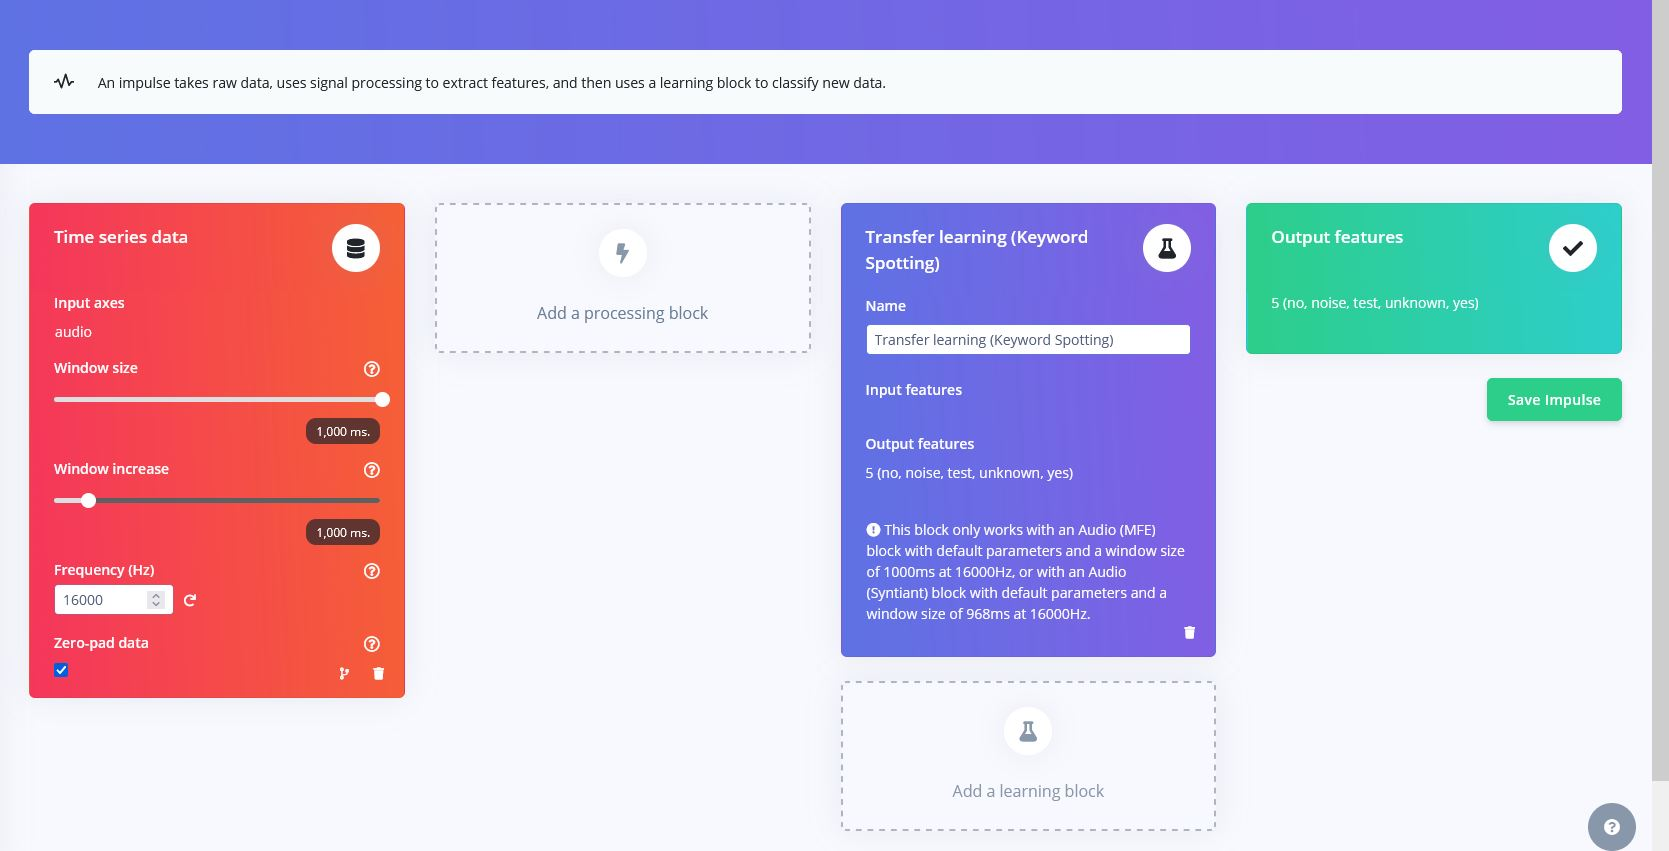 An impulse takes raw data, uses signal processing to extract features, and then uses a learning block to classify new data.
Time series data
Input axes
audio
Window size
1,000 ms.
Window increase
1,000 ms.
Frequency (Hz)
16000
Zero-pad data
Add a processing block
Transfer learning (Keyword
Spotting)
Name
Transfer learning (Keyword Spotting)
Input features
Output features
5 (no, noise, test, unknown, yes)
This block only works with an Audio (MFE)
block with default parameters and a window size
of 1000ms at 16000Hz, or with an Audio
(Syntiant) block with default parameters and a
window size of 968ms at 16000Hz.
Add a learning block
Output features
5 (no, noise, test, unknown, yes)
Save Impulse